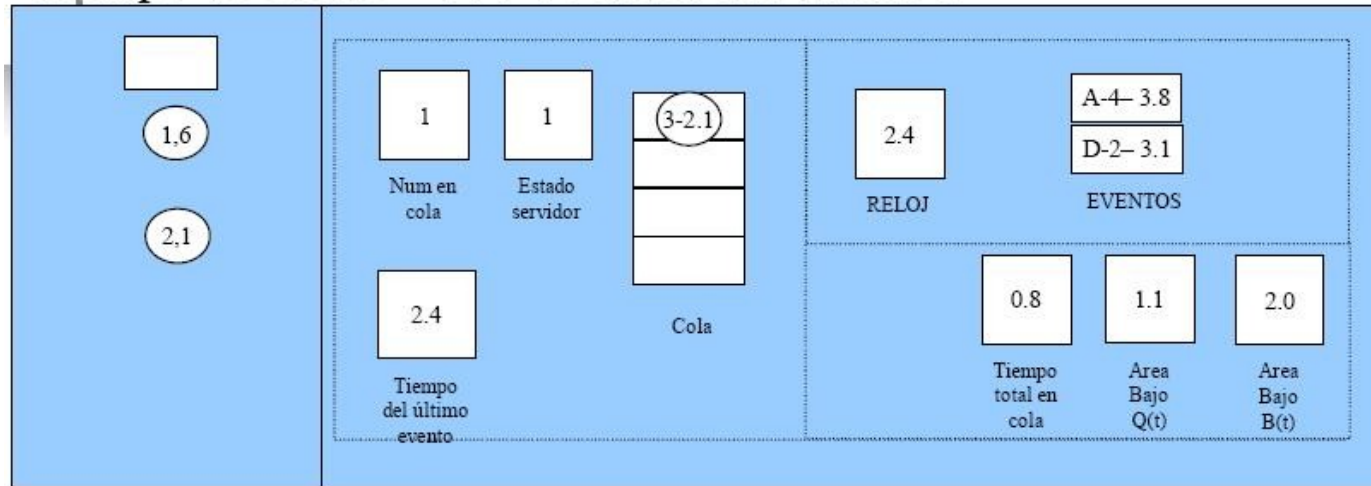 1,6
2,1
1
Num en
cola
1
Estado
servidor
3-2.1
Cola
2.4
Tiempo
del último
evento
2.4
RELOJ
A-4– 3.8
D-2– 3.1
EVENTOS
0.8
Tiempo
total en
cola
1.1
Area
Bajo
Q(t)
2.0
Area
Bajo
B(t)